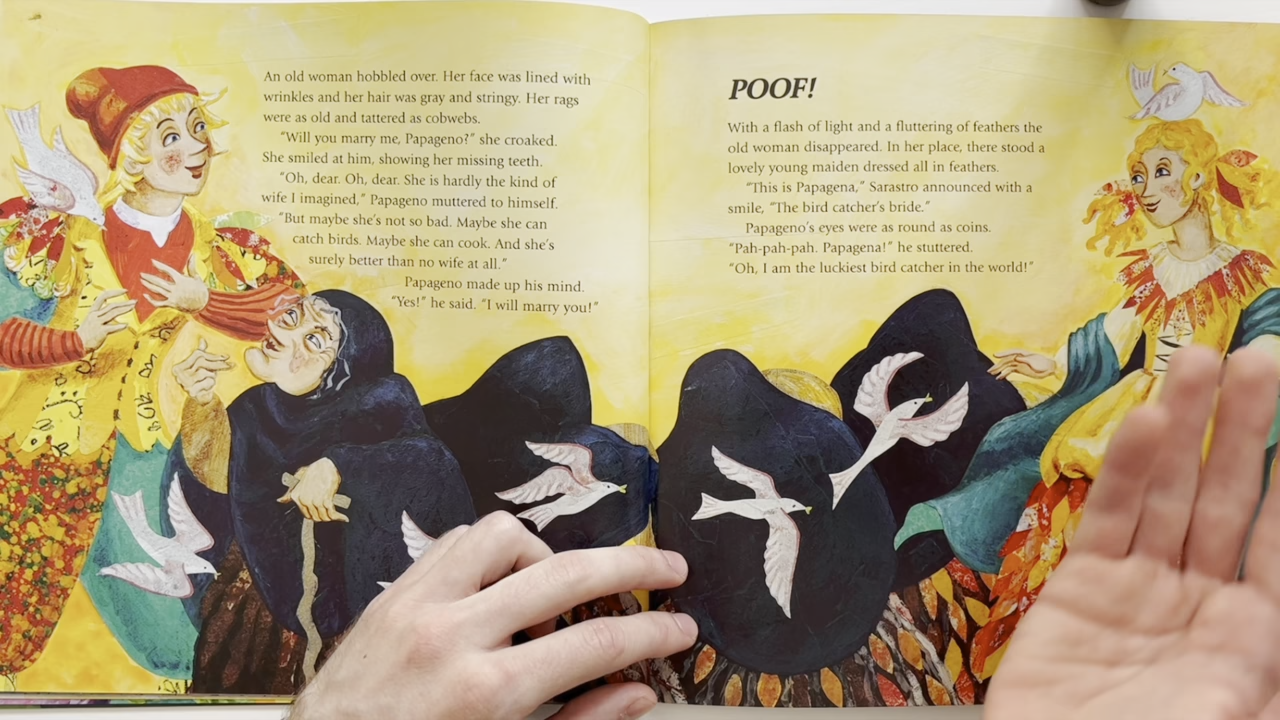 An old woman hobbled over. Her face was lined with
wrinkles and her hair was gray and stringy. Her rags
were as old and tattered as cobwebs.
“Will you marry me, Papageno?” she croaked.
She smiled at him, showing her missing teeth.
“Oh, dear. Oh, dear. She is hardly the kind of
wife I imagined,” Papageno muttered to himself.
“But maybe she’s not so bad. Maybe she can
catch birds. Maybe she can cook. And she’s
surely better than no wife at all.”
Papageno made up his mind.
“Yes!” he said. “I will marry you!”
POOF!
With a flash of light and a fluttering of feathers the
old woman disappeared. In her place, there stood a
lovely young maiden dressed all in feathers.
“This is Papagena,” Sarastro announced with a
smile, “The bird catcher’s bride.”
Papageno’s eyes were as round as coins.
“Pah-pah-pah. Papagena!” he stuttered.
“Oh, I am the luckiest bird catcher in the world!”